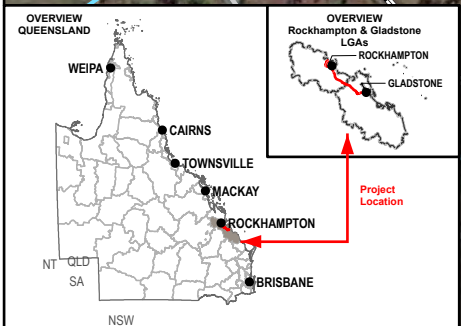 OVERVIEW
QUEENSLAND
WEIPA
CAIRNS
TOWNSVILLE
MACKAY
ROCKHAMPTON
BRISBANE
NT
QLD
SA
NSW
OVERVIEW
Rockhampton & Gladstone
LGAs
ROCKHAMPTON
GLADSTONE
Project
Location